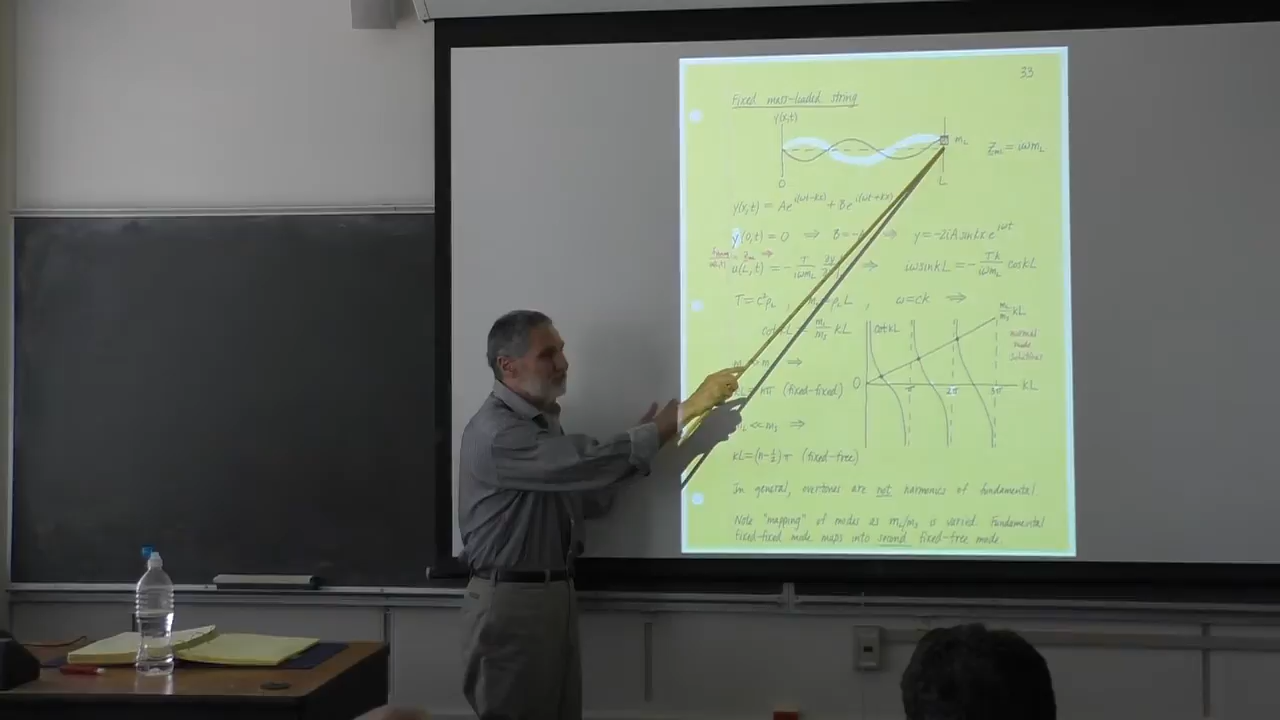 33
Fixed mass-loaded string
y(x,t)
m_L
Z_mL = iωm_L
0
L
y(x,t) = Ae^i(ωt-kx) + Be^i(ωt+kx)
y(0,t) = 0 ⟹ B = - ⟹ y = -2iA sin kx e^iωt
u(L,t) = - T/iωm_L ⟹ iω sin kL = - Tk/iωm_L cos kL
T = c²ρ_L , = ρ_L L , ω = ck ⟹
cot kL = m_L/m_s kL
cot kL
m_L/m_s kL
normal
mode
solutions
⟹
0
π
2π
3π
kL
kL = nπ (fixed-fixed)
m_L << m_s ⟹
kL = (n-½)π (fixed-free)
In general, overtones are not harmonics of fundamental
Note "mapping" of modes as m_L/m_s is varied. Fundamental
fixed-fixed mode maps into second fixed-free mode.